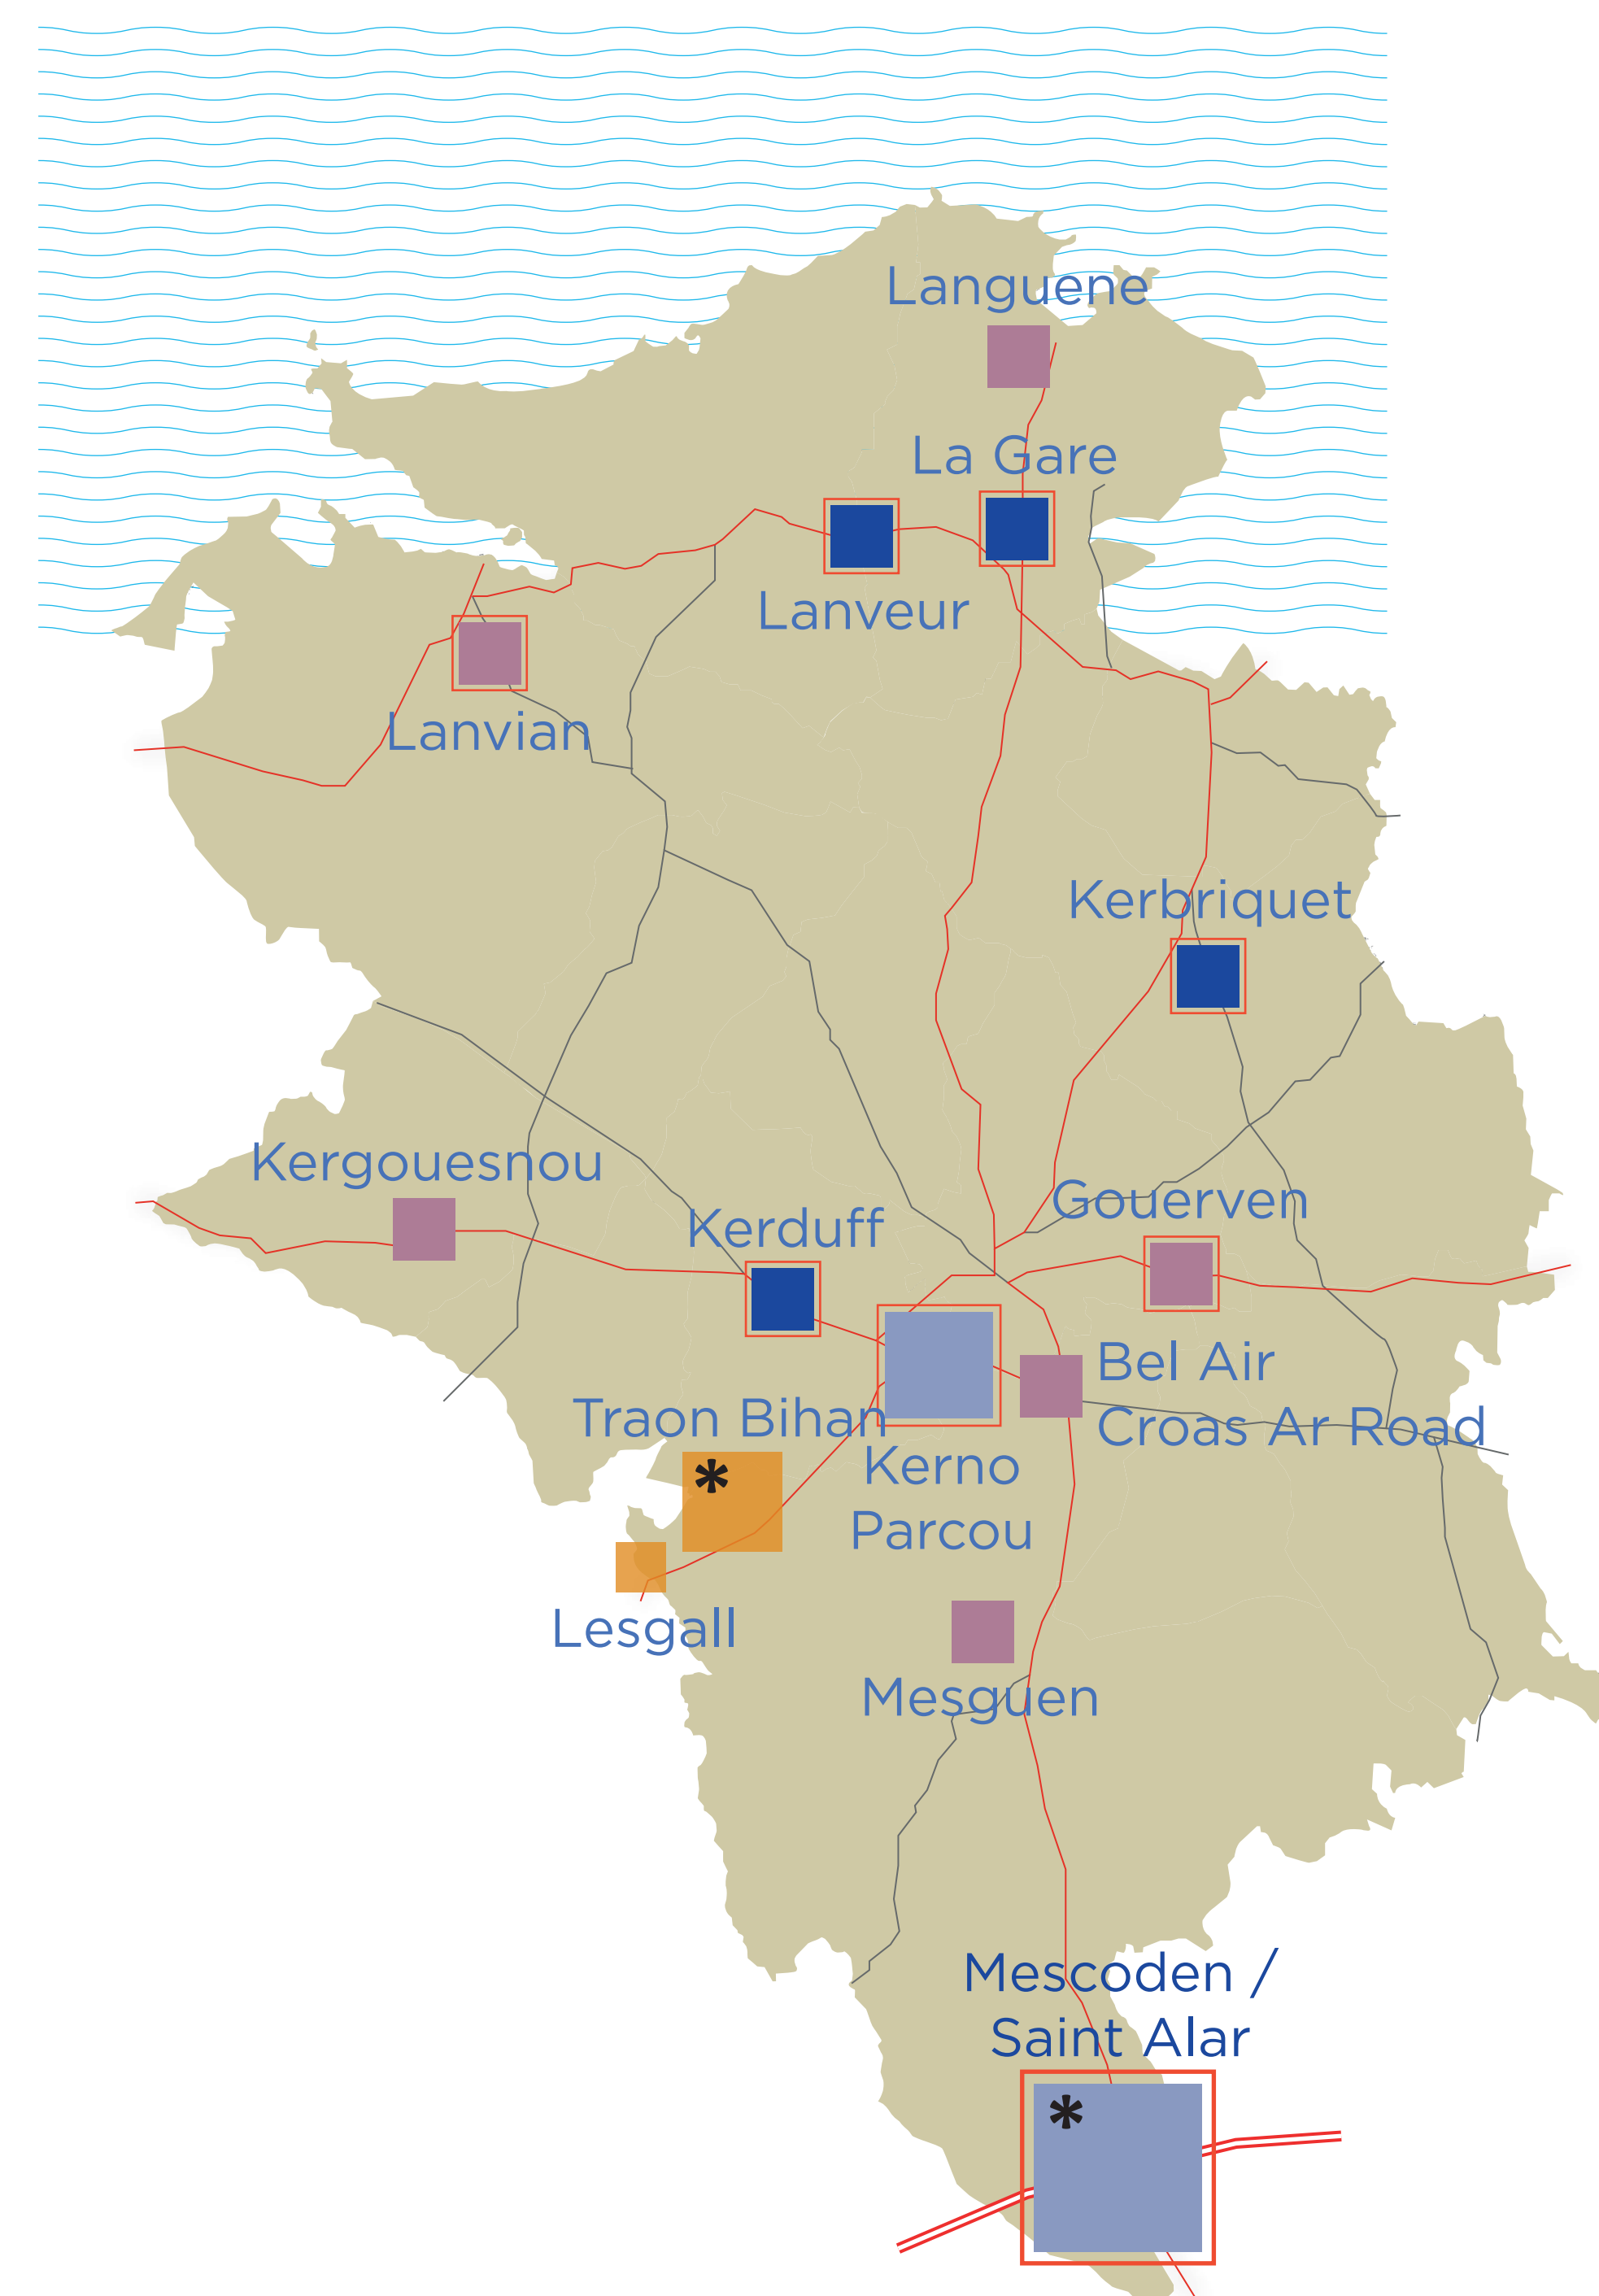 Languene
La Gare
Lanveur
Lanvian
Kerbriquet
Kergouesnou
Gouerven
Kerduff
Bel Air
Croas Ar Road
Traon Bihan
*
Kerno
Parcou
Lesgall
Mesguen
Mescoden /
Saint Alar
*